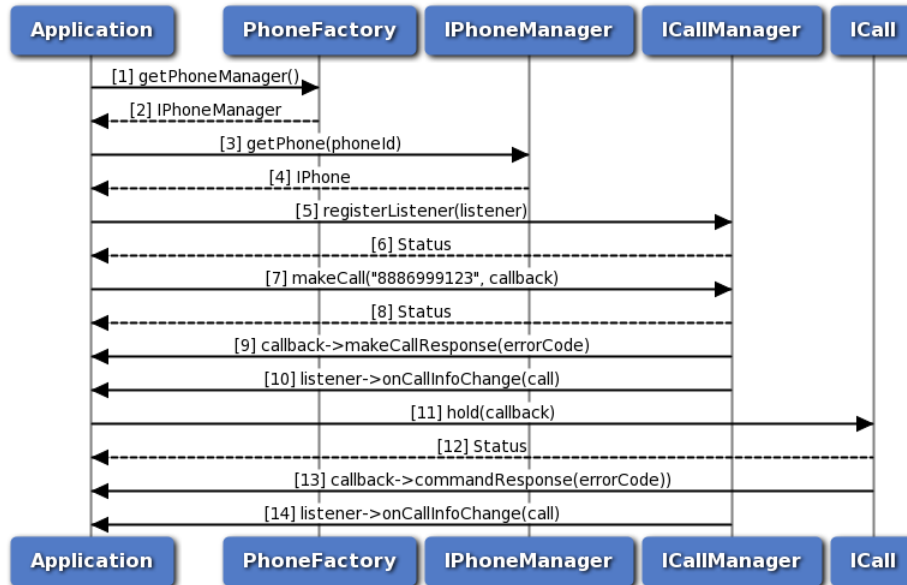 Application PhoneFactory IPhoneManager ICallManager ICall
[1] getPhoneManager()
[2] IPhoneManager
[3] getPhone(phoneId)
[4] IPhone
[5] registerListener(listener)
[6] Status
[7] makeCall("8886999123", callback)
[8] Status
[9] callback->makeCallResponse(errorCode)
[10] listener->onCallInfoChange(call)
[11] hold(callback)
[12] Status
[13] callback->commandResponse(errorCode))
[14] listener->onCallInfoChange(call)
Application PhoneFactory IPhoneManager ICallManager ICall